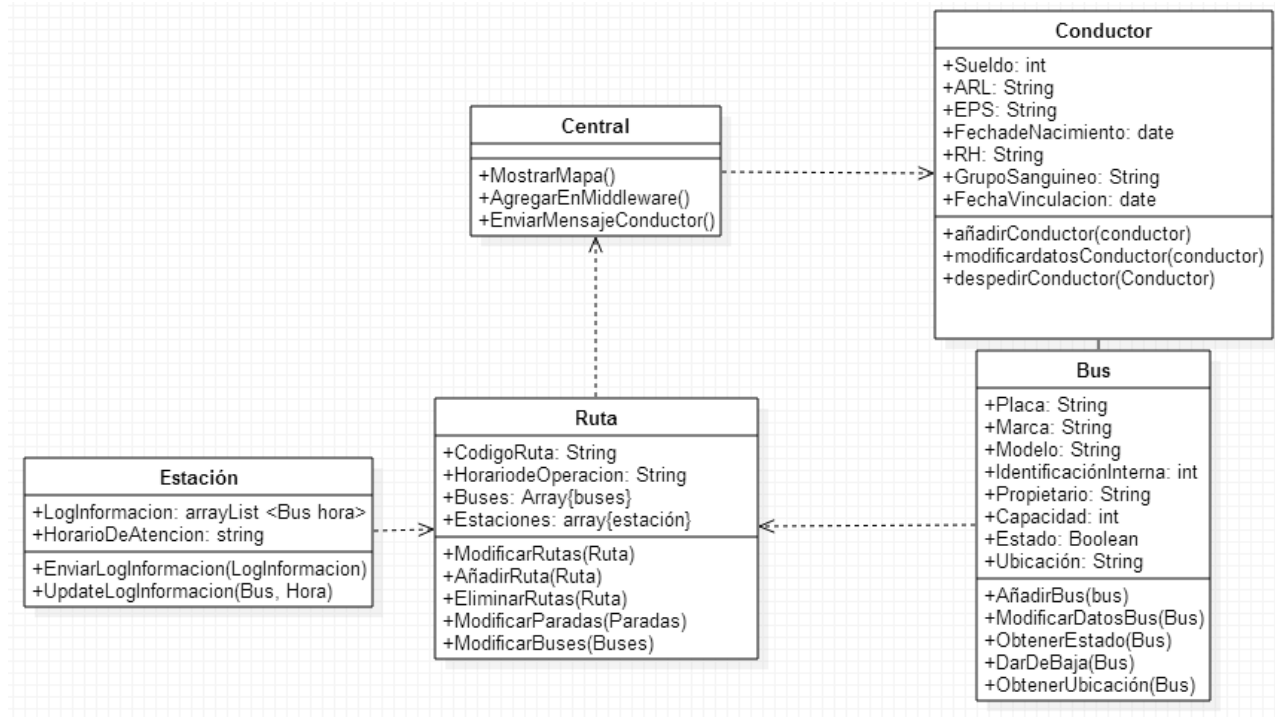 Conductor
+Sueldo: int
+ARL: String
+EPS: String
+FechadeNacimiento: date
+RH: String
+GrupoSanguineo: String
+FechaVinculacion: date
+añadirConductor(conductor)
+modificardatosConductor(conductor)
+despedirConductor(Conductor)
Central
+MostrarMapa()
+AgregarEnMiddleware()
+EnviarMensajeConductor()
Bus
+Placa: String
+Marca: String
+Modelo: String
+IdentificaciónInterna: int
+Propietario: String
+Capacidad: int
+Estado: Boolean
+Ubicación: String
+AñadirBus(bus)
+ModificarDatosBus(Bus)
+ObtenerEstado(Bus)
+DarDeBaja(Bus)
+ObtenerUbicación(Bus)
Ruta
+CodigoRuta: String
+HorariodeOperacion: String
+Buses: Array{buses}
+Estaciones: array{estación}
+ModificarRutas(Ruta)
+AñadirRuta(Ruta)
+EliminarRutas(Ruta)
+ModificarParadas(Paradas)
+ModificarBuses(Buses)
Estación
+LogInformacion: arrayList <Bus hora>
+HorarioDeAtencion: string
+EnviarLogInformacion(LogInformacion)
+UpdateLogInformacion(Bus, Hora)